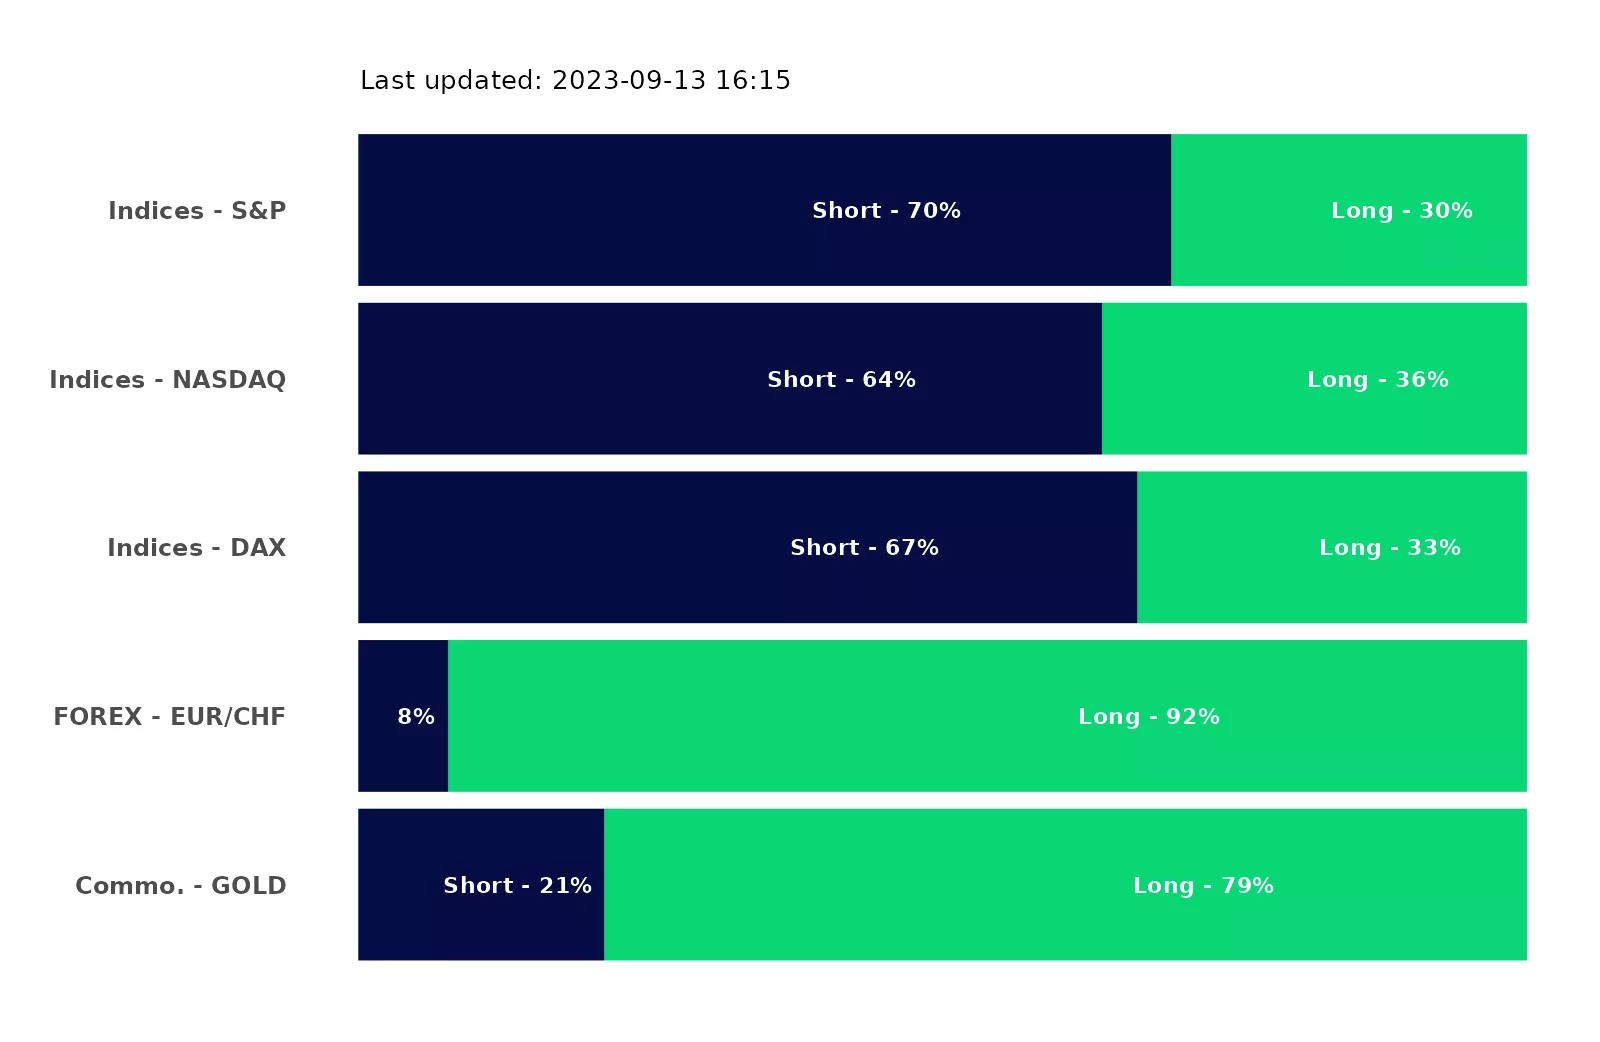 Last updated: 2023-09-13 16:15
Indices - S&P Short - 70% Long - 30%
Indices - NASDAQ Short - 64% Long - 36%
Indices - DAX Short - 67% Long - 33%
FOREX - EUR/CHF 8% Long - 92%
Commo. - GOLD Short - 21% Long - 79%